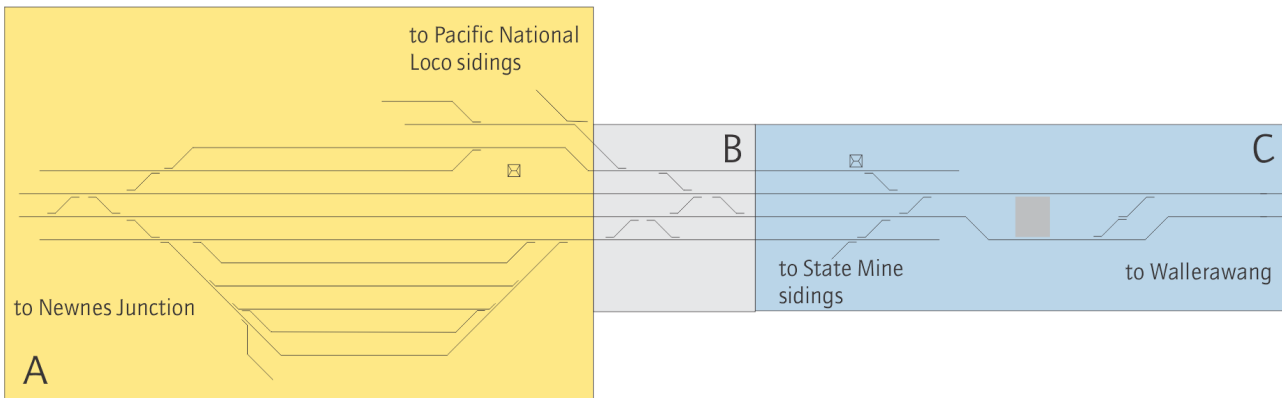 to Pacific National
Loco sidings
B
C
to State Mine
sidings
to Wallerawang
to Newnes Junction
A